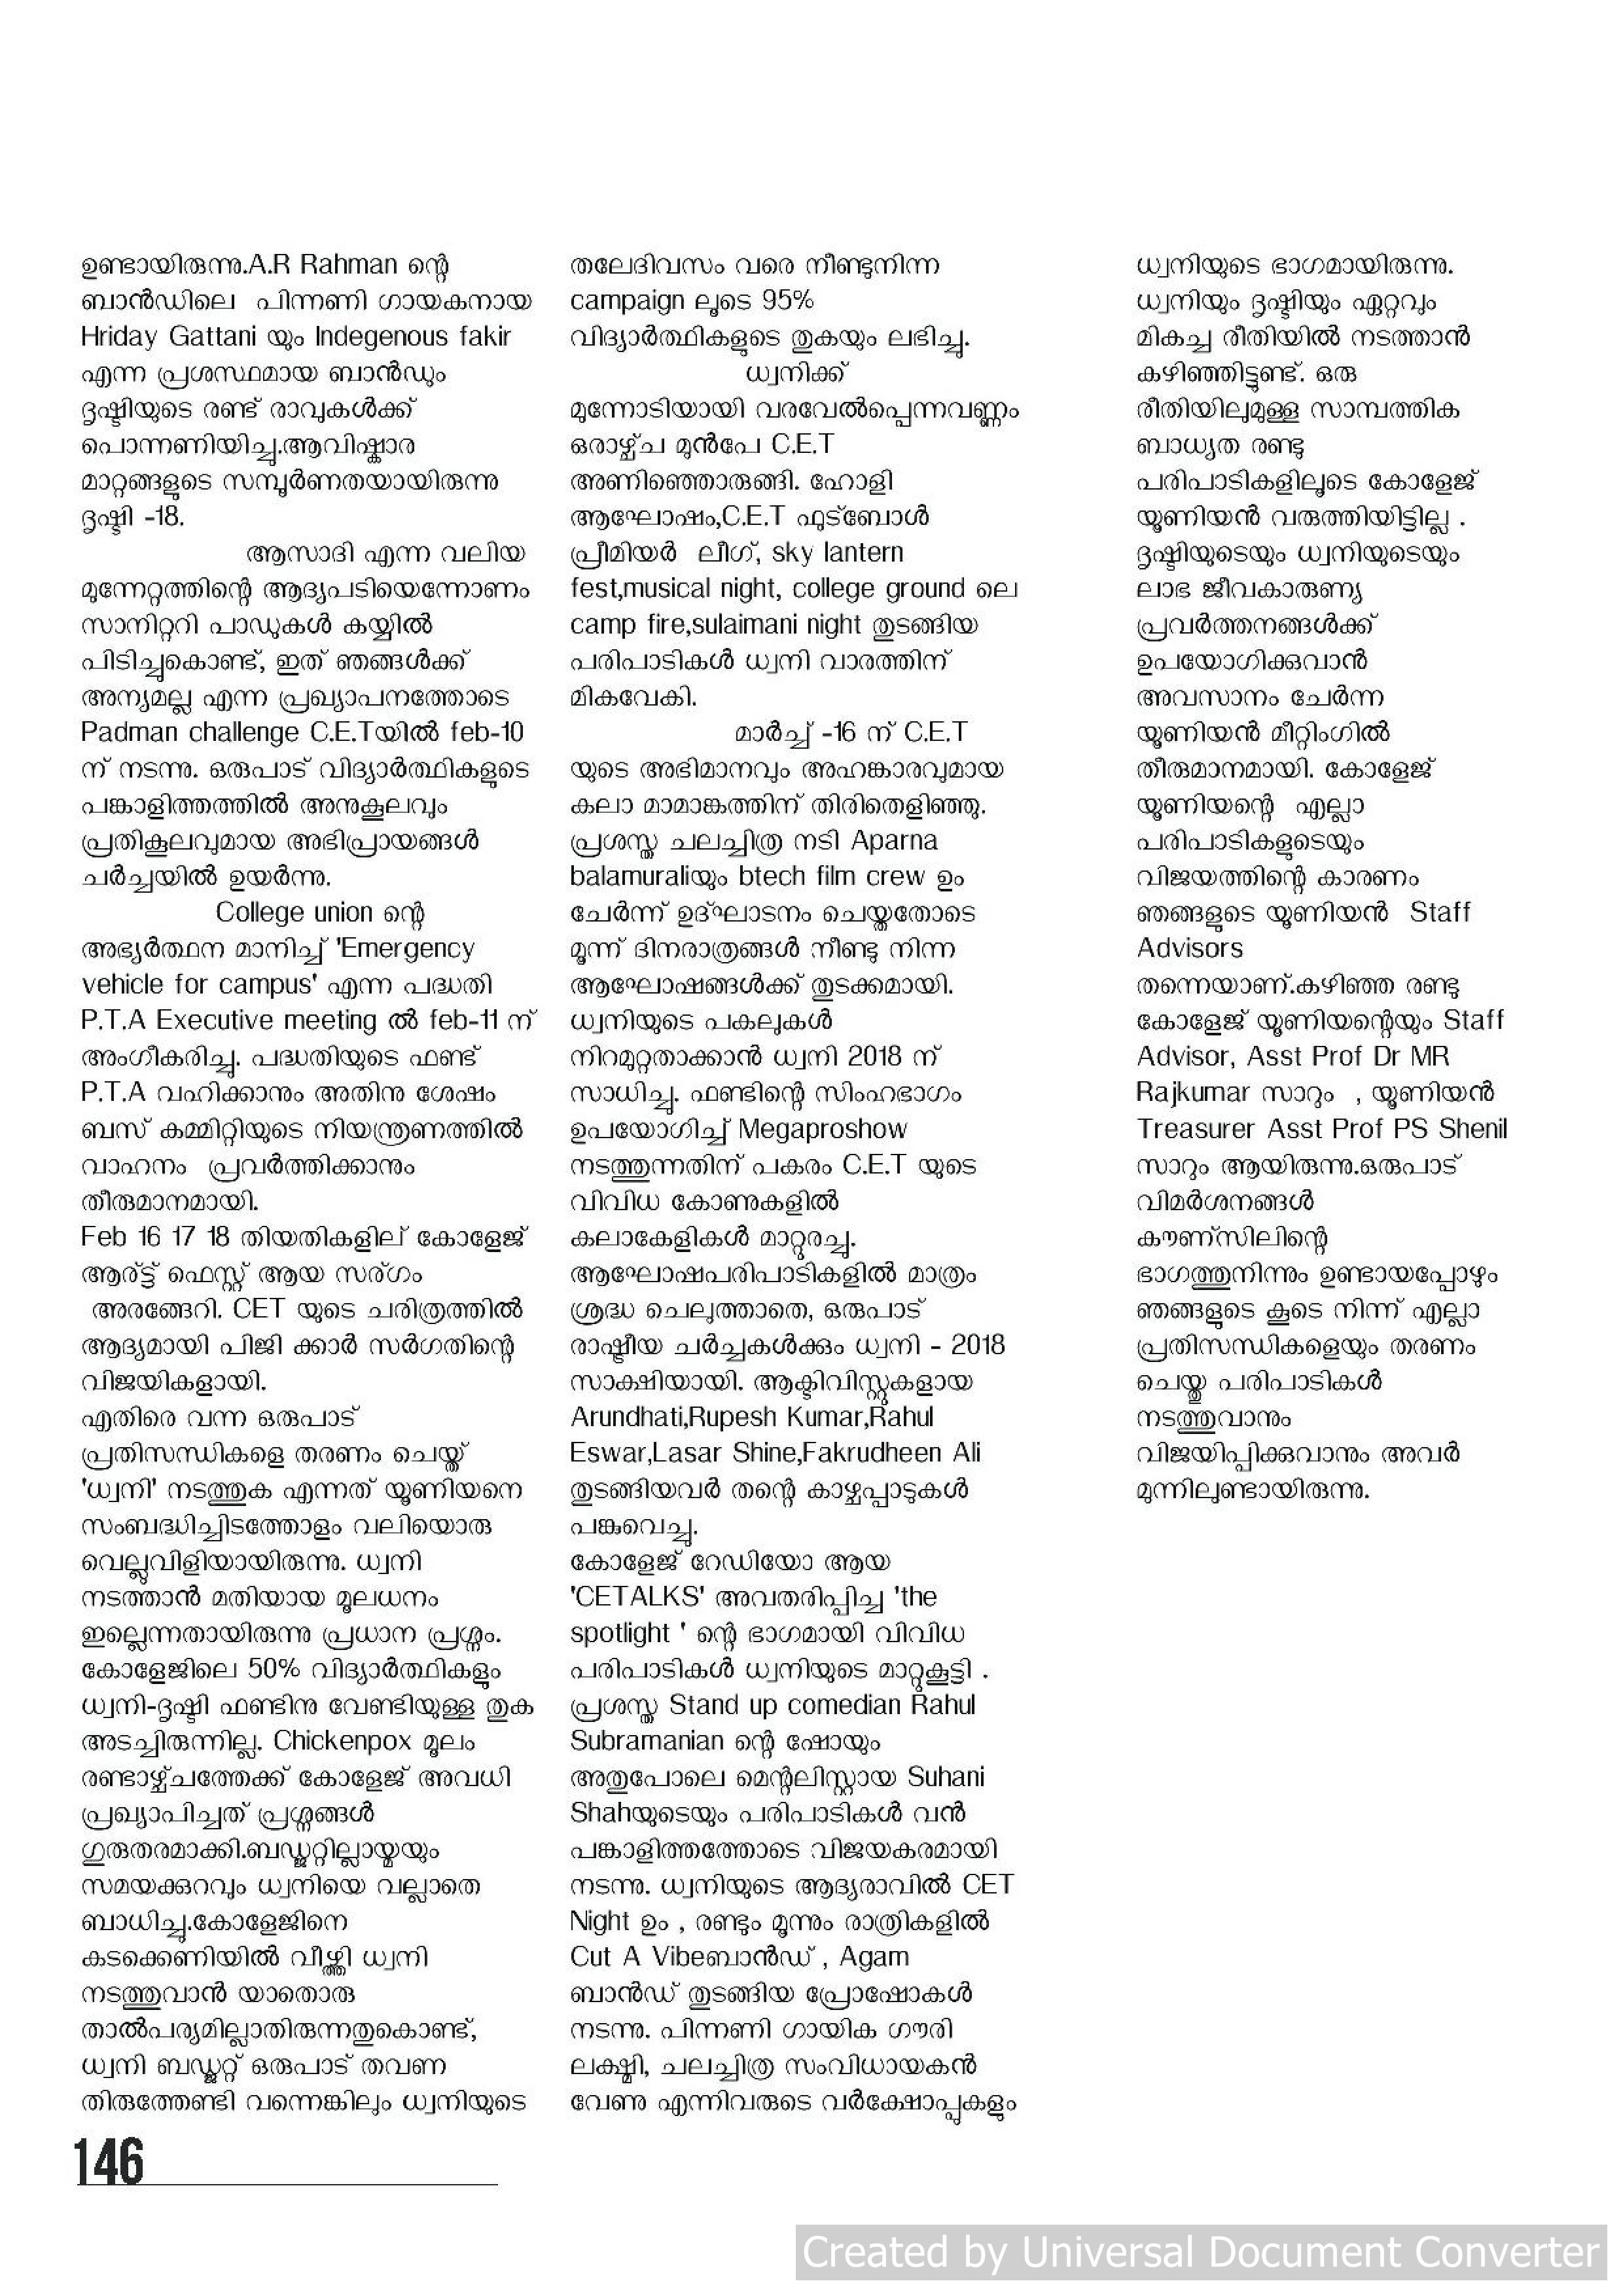 ഉണ്ടായിരുന്നു.A.R Rahman ന്റെ
ബാൻഡിലെ പിന്നണി ഗായകനായ
Hriday Gattani യും Indegenous fakir
എന്ന പ്രശസ്ഥമായ ബാൻഡും
ദൃഷ്ടിയുടെ രണ്ട് രാവുകൾക്ക്
പൊന്നണിയിച്ചു.ആവിഷ്കാര
മാറ്റങ്ങളുടെ സമ്പൂർണതയായിരുന്നു
ദൃഷ്ടി -18.
ആസാദി എന്ന വലിയ
മുന്നേറ്റത്തിന്റെ ആദ്യപടിയെന്നോണം
സാനിറ്ററി പാഡുകൾ കയ്യിൽ
പിടിച്ചുകൊണ്ട്, ഇത് ഞങ്ങൾക്ക്
അന്യമല്ല എന്ന പ്രഖ്യാപനത്തോടെ
Padman challenge C.E.Tയിൽ feb-10
ന് നടന്നു. ഒരുപാട് വിദ്യാർത്ഥികളുടെ
പങ്കാളിത്തത്തിൽ അനുകൂലവും
പ്രതികൂലവുമായ അഭിപ്രായങ്ങൾ
ചർച്ചയിൽ ഉയർന്നു.
College union ന്റെ
അഭ്യർത്ഥന മാനിച്ച് 'Emergency
vehicle for campus' എന്ന പദ്ധതി
P.T.A Executive meeting ൽ feb-11 ന്
അംഗീകരിച്ചു. പദ്ധതിയുടെ ഫണ്ട്
P.T.A വഹിക്കാനും അതിനു ശേഷം
ബസ് കമ്മിറ്റിയുടെ നിയന്ത്രണത്തിൽ
വാഹനം പ്രവർത്തിക്കാനും
തീരുമാനമായി.
Feb 16 17 18 തിയതികളില് കോളേജ്
ആര്ട്ട് ഫെസ്റ്റ് ആയ സര്ഗം
അരങ്ങേറി. CET യുടെ ചരിത്രത്തിൽ
ആദ്യമായി പിജി ക്കാർ സർഗതിന്റെ
വിജയികളായി.
എതിരെ വന്ന ഒരുപാട്
പ്രതിസന്ധികളെ തരണം ചെയ്ത്
'ധ്വനി' നടത്തുക എന്നത് യൂണിയനെ
സംബദ്ധിച്ചിടത്തോളം വലിയൊരു
വെല്ലുവിളിയായിരുന്നു. ധ്വനി
നടത്താൻ മതിയായ മൂലധനം
ഇല്ലെന്നതായിരുന്നു പ്രധാന പ്രശ്നം.
കോളേജിലെ 50% വിദ്യാർത്ഥികളും
ധ്വനി-ദൃഷ്ടി ഫണ്ടിനു വേണ്ടിയുള്ള തുക
അടച്ചിരുന്നില്ല. Chickenpox മൂലം
രണ്ടാഴ്ച്ചത്തേക്ക് കോളേജ് അവധി
പ്രഖ്യാപിച്ചത് പ്രശ്നങ്ങൾ
ഗുരുതരമാക്കി.ബഡ്ജറ്റില്ലായ്മയും
സമയക്കുറവും ധ്വനിയെ വല്ലാതെ
ബാധിച്ചു.കോളേജിനെ
കടക്കെണിയിൽ വീഴ്ത്തി ധ്വനി
നടത്തുവാൻ യാതൊരു
താൽപര്യമില്ലാതിരുന്നതുകൊണ്ട്,
ധ്വനി ബഡ്ജറ്റ് ഒരുപാട് തവണ
തിരുത്തേണ്ടി വന്നെങ്കിലും ധ്വനിയുടെ
തലേദിവസം വരെ നീണ്ടുനിന്ന
campaign ലൂടെ 95%
വിദ്യാർത്ഥികളുടെ തുകയും ലഭിച്ചു.
ധ്വനിക്ക്
മുന്നോടിയായി വരവേൽപ്പെന്നവണ്ണം
ഒരാഴ്ച്ച മുൻപേ C.E.T
അണിഞ്ഞൊരുങ്ങി. ഹോളി
ആഘോഷം,C.E.T ഫുട്ബോൾ
പ്രീമിയർ ലീഗ്, sky lantern
fest,musical night, college ground ലെ
camp fire,sulaimani night തുടങ്ങിയ
പരിപാടികൾ ധ്വനി വാരത്തിന്
മികവേകി.
മാർച്ച് -16 ന് C.E.T
യുടെ അഭിമാനവും അഹങ്കാരവുമായ
കലാ മാമാങ്കത്തിന് തിരിതെളിഞ്ഞു.
പ്രശസ്ത ചലച്ചിത്ര നടി Aparna
balamuraliയും btech film crew ഉം
ചേർന്ന് ഉദ്ഘാടനം ചെയ്തതോടെ
മൂന്ന് ദിനരാത്രങ്ങൾ നീണ്ടു നിന്ന
ആഘോഷങ്ങൾക്ക് തുടക്കമായി.
ധ്വനിയുടെ പകലുകൾ
നിറമുറ്റതാക്കാൻ ധ്വനി 2018 ന്
സാധിച്ചു. ഫണ്ടിന്റെ സിംഹഭാഗം
ഉപയോഗിച്ച് Megaproshow
നടത്തുന്നതിന് പകരം C.E.T യുടെ
വിവിധ കോണുകളിൽ
കലാകേളികൾ മാറ്റുരച്ചു.
ആഘോഷപരിപാടികളിൽ മാത്രം
ശ്രദ്ധ ചെലുത്താതെ, ഒരുപാട്
രാഷ്ട്രീയ ചർച്ചകൾക്കും ധ്വനി - 2018
സാക്ഷിയായി. ആക്ടിവിസ്റ്റുകളായ
Arundhati,Rupesh Kumar,Rahul
Eswar,Lasar Shine,Fakrudheen Ali
തുടങ്ങിയവർ തന്റെ കാഴ്ചപ്പാടുകൾ
പങ്കുവെച്ചു.
കോളേജ് റേഡിയോ ആയ
'CETALKS' അവതരിപ്പിച്ച 'the
spotlight ' ന്റെ ഭാഗമായി വിവിധ
പരിപാടികൾ ധ്വനിയുടെ മാറ്റുകൂട്ടി .
പ്രശസ്ത Stand up comedian Rahul
Subramanian ന്റെ ഷോയും
അതുപോലെ മെന്റലിസ്റ്റായ Suhani
Shahയുടെയും പരിപാടികൾ വൻ
പങ്കാളിത്തത്തോടെ വിജയകരമായി
നടന്നു. ധ്വനിയുടെ ആദ്യരാവിൽ CET
Night ഉം , രണ്ടും മൂന്നും രാത്രികളിൽ
Cut A Vibeബാൻഡ് , Agam
ബാൻഡ് തുടങ്ങിയ പ്രോഷോകൾ
നടന്നു. പിന്നണി ഗായിക ഗൗരി
ലക്ഷ്മി, ചലച്ചിത്ര സംവിധായകൻ
വേണു എന്നിവരുടെ വർക്ഷോപ്പുകളും
ധ്വനിയുടെ ഭാഗമായിരുന്നു.
ധ്വനിയും ദൃഷ്ടിയും ഏറ്റവും
മികച്ച രീതിയിൽ നടത്താൻ
കഴിഞ്ഞിട്ടുണ്ട്. ഒരു
രീതിയിലുമുള്ള സാമ്പത്തിക
ബാധ്യത രണ്ടു
പരിപാടികളിലൂടെ കോളേജ്
യൂണിയൻ വരുത്തിയിട്ടില്ല .
ദൃഷ്ടിയുടെയും ധ്വനിയുടെയും
ലാഭ ജീവകാരുണ്യ
പ്രവർത്തനങ്ങൾക്ക്
ഉപയോഗിക്കുവാൻ
അവസാനം ചേർന്ന
യൂണിയൻ മീറ്റിംഗിൽ
തീരുമാനമായി. കോളേജ്
യൂണിയന്റെ എല്ലാ
പരിപാടികളുടെയും
വിജയത്തിന്റെ കാരണം
ഞങ്ങളുടെ യൂണിയൻ Staff
Advisors
തന്നെയാണ്.കഴിഞ്ഞ രണ്ടു
കോളേജ് യൂണിയന്റെയും Staff
Advisor, Asst Prof Dr MR
Rajkumar സാറും , യൂണിയൻ
Treasurer Asst Prof PS Shenil
സാറും ആയിരുന്നു.ഒരുപാട്
വിമർശനങ്ങൾ
കൗണ്സിലിന്റെ
ഭാഗത്തുനിന്നും ഉണ്ടായപ്പോഴും
ഞങ്ങളുടെ കൂടെ നിന്ന് എല്ലാ
പ്രതിസന്ധികളെയും തരണം
ചെയ്തു പരിപാടികൾ
നടത്തുവാനും
വിജയിപ്പിക്കുവാനും അവർ
മുന്നിലുണ്ടായിരുന്നു.
146
Created by Universal Document Converter